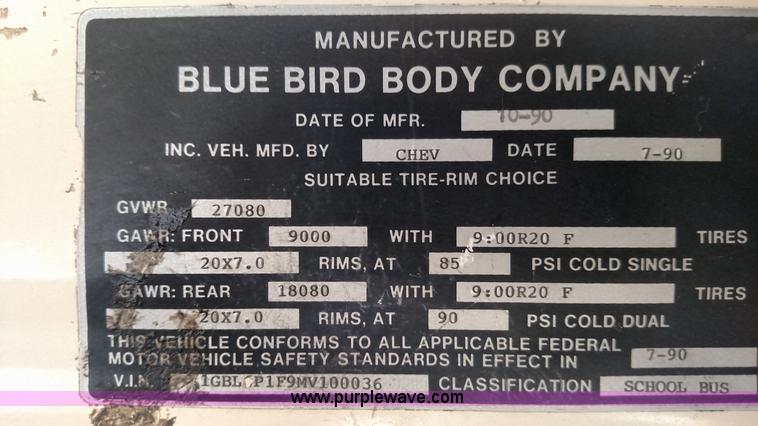 MANUFACTURED BY
BLUE BIRD BODY COMPANY
DATE OF MFR. 10-90
INC. VEH. MFD. BY CHEV DATE 7-90
SUITABLE TIRE-RIM CHOICE
GVWR 27080
GAWR: FRONT 9000 WITH 9:00R20 F TIRES
20X7.0 RIMS, AT 85 PSI COLD SINGLE
GAWR: REAR 18080 WITH 9:00R20 F TIRES
20X7.0 RIMS, AT 90 PSI COLD DUAL
THIS VEHICLE CONFORMS TO ALL APPLICABLE FEDERAL
MOTOR VEHICLE SAFETY STANDARDS IN EFFECT IN 7-90
V.I.N. CLASSIFICATION SCHOOL BUS
www.purplewave.com